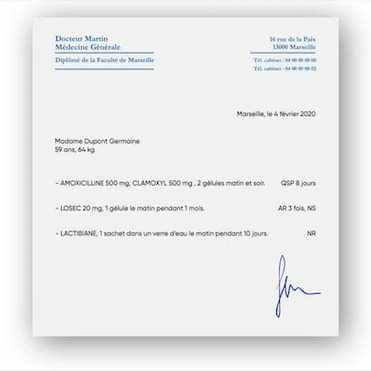 Docteur Martin
Médecine Générale
Diplômé de la Faculté de Marseille
16 rue de la Paix
13000 Marseille
Tél. cabinet : 04 00 00 00 00
Tél. cabinet : 04 00 00 00 02
Marseille, le 4 février 2020
Madame Dupont Germaine
59 ans, 64 kg
- AMOXICILLINE 500 mg, CLAMOXYL 500 mg , 2 gélules matin et soir. QSP 8 jours
- LOSEC 20 mg, 1 gélule le matin pendant 1 mois. AR 3 fois, NS
- LACTIBIANE, 1 sachet dans un verre d'eau le matin pendant 10 jours. NR